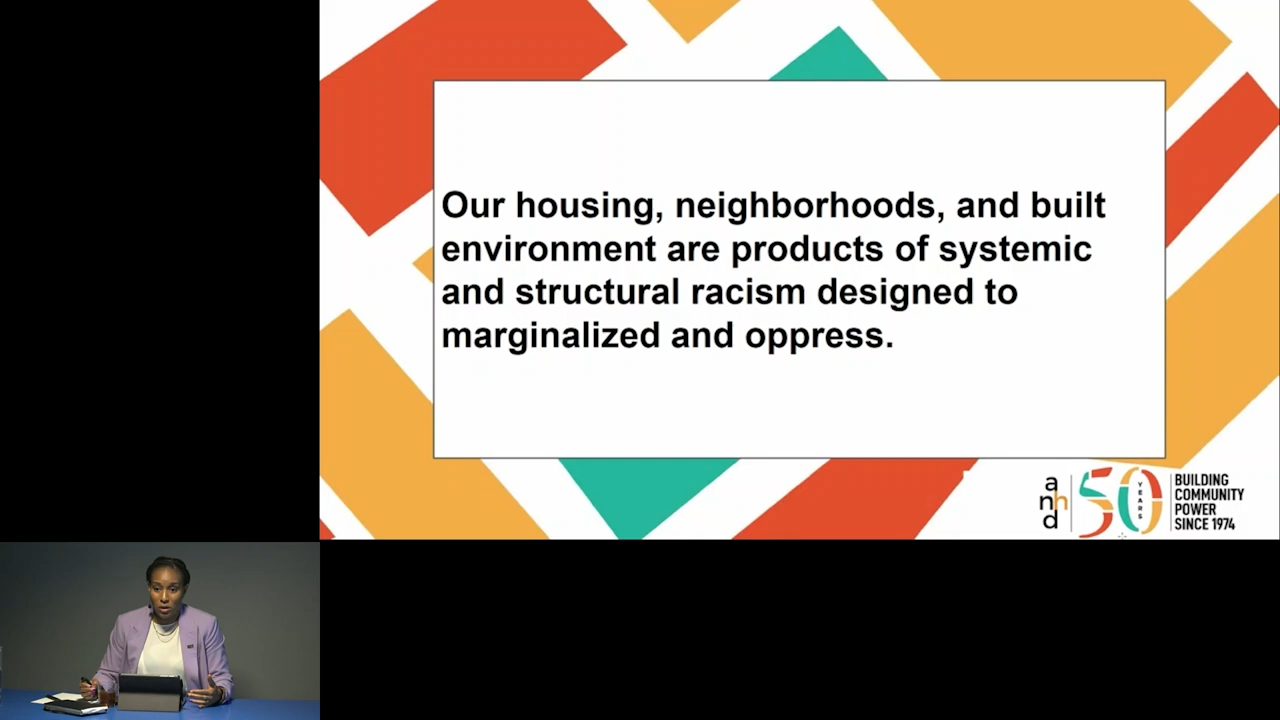 Our housing, neighborhoods, and built
environment are products of systemic
and structural racism designed to
marginalized and oppress.
anhd
50
YEARS
BUILDING
COMMUNITY
POWER
SINCE 1974